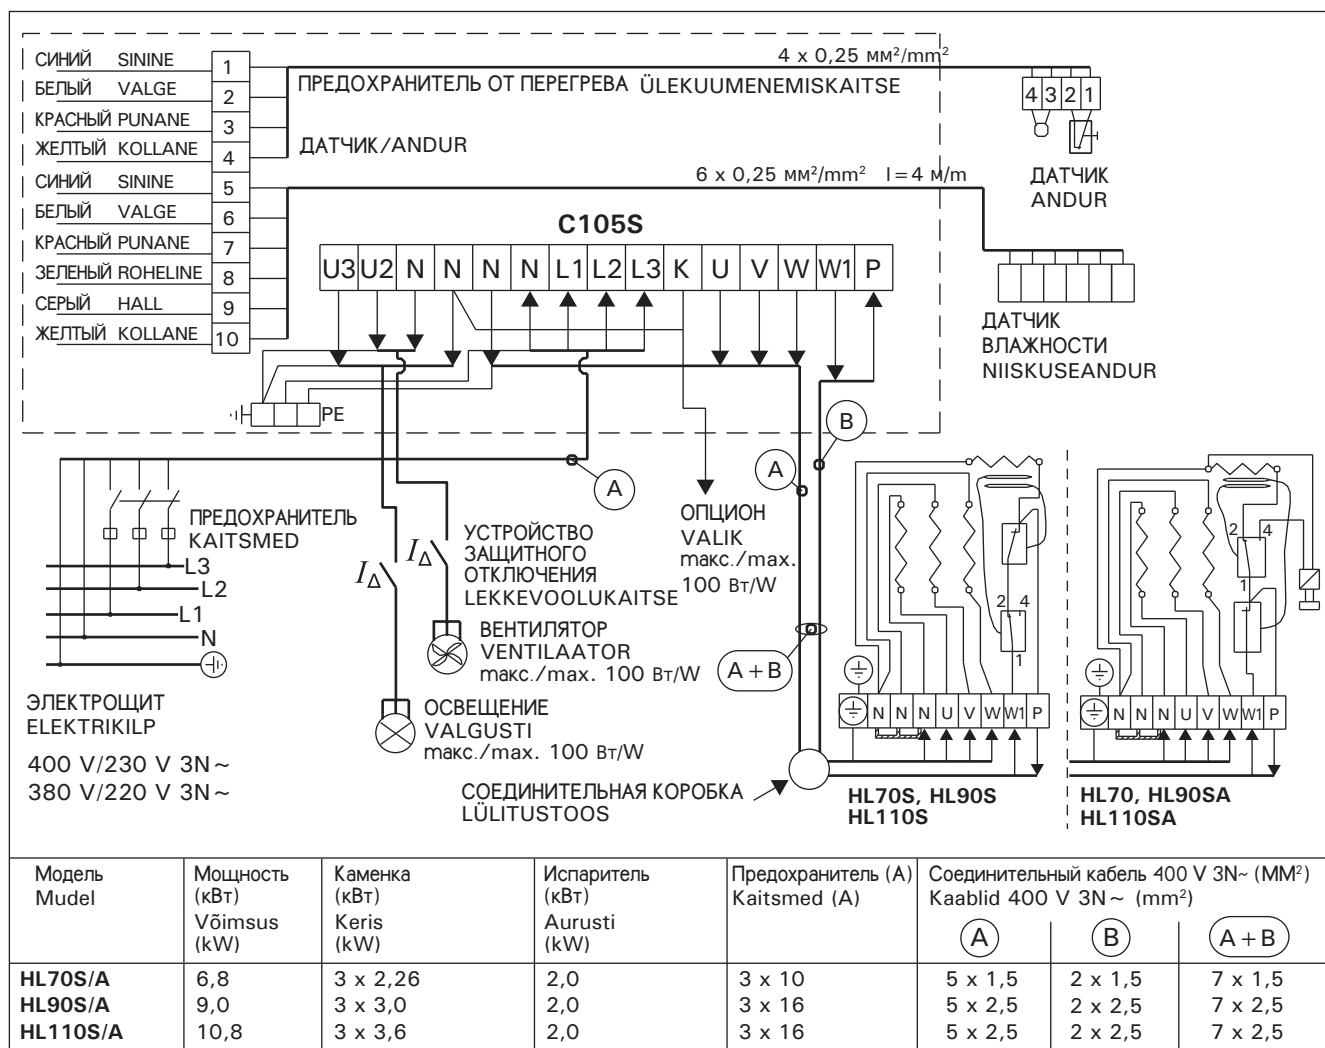 СИНИЙ SININE 1
БЕЛЫЙ VALGE 2
КРАСНЫЙ PUNANE 3
ЖЕЛТЫЙ KOLLANE 4
СИНИЙ SININE 5
БЕЛЫЙ VALGE 6
КРАСНЫЙ PUNANE 7
ЗЕЛЕНЫЙ ROHELINE 8
СЕРЫЙ HALL 9
ЖЕЛТЫЙ KOLLANE 10
4 x 0,25 мм²/mm²
ПРЕДОХРАНИТЕЛЬ ОТ ПЕРЕГРЕВА ÜLEKUUMENEMISKAITSE
ДАТЧИК/ANDUR
4 3 2 1
ДАТЧИК
ANDUR
6 x 0,25 мм²/mm² l=4 м/m
C105S
U3 U2 N N N N L1 L2 L3 K U V W W1 P
ДАТЧИК
ВЛАЖНОСТИ
NIISKUSEANDUR
PE
B
A
A
ПРЕДОХРАНИТЕЛЬ
KAITSMED
L3
L2
L1
N
ЭЛЕКТРОЩИТ
ELEKTRIKILP
400 V/230 V 3N~
380 V/220 V 3N~
IΔ
IΔ
УСТРОЙСТВО
ЗАЩИТНОГО
ОТКЛЮЧЕНИЯ
LEKKEVOOLUKAITSE
ВЕНТИЛЯТОР
VENTILAATOR
макс./max. 100 Вт/W
ОСВЕЩЕНИЕ
VALGUSTI
макс./max. 100 Вт/W
ОПЦИОН
VALIK
макс./max.
100 Вт/W
A+B
СОЕДИНИТЕЛЬНАЯ КОРОБКА
LÜLITUSTOOS
2 4
1
N N N U V W W1 P
HL70S, HL90S
HL110S
2 4
1
N N N U V W W1 P
HL70, HL90SA
HL110SA
Модель
Mudel
Мощность
(кВт)
Võimsus
(kW)
Каменка
(кВт)
Keris
(kW)
Испаритель
(кВт)
Aurusti
(kW)
Предохранитель (А)
Kaitsmed (A)
Соединительный кабель 400 V 3N~ (ММ²)
Kaablid 400 V 3N~ (mm²)
A B A+B
HL70S/A 6,8 3 x 2,26 2,0 3 x 10 5 x 1,5 2 x 1,5 7 x 1,5
HL90S/A 9,0 3 x 3,0 2,0 3 x 16 5 x 2,5 2 x 2,5 7 x 2,5
HL110S/A 10,8 3 x 3,6 2,0 3 x 16 5 x 2,5 2 x 2,5 7 x 2,5